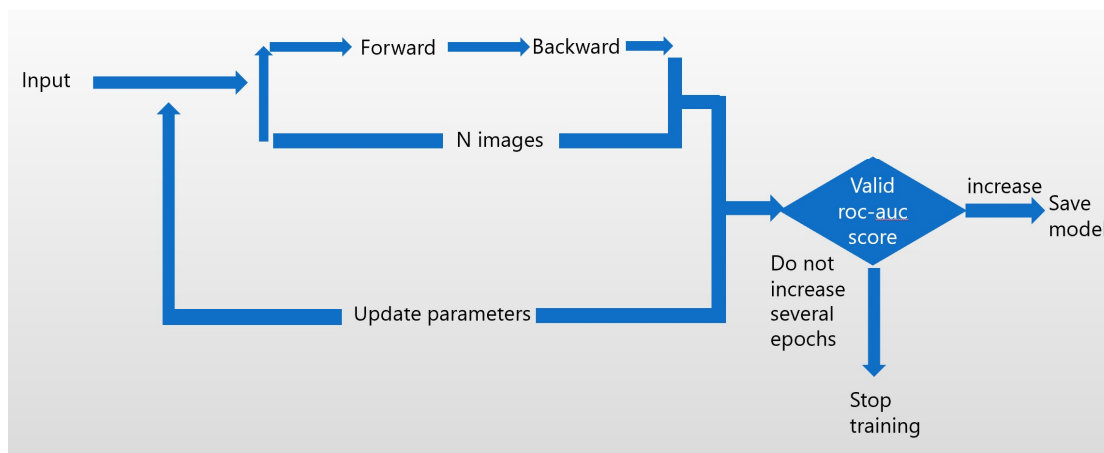 Forward
Backward
Input
N images
Valid
roc-auc
score
increase
Save
model
Do not
increase
several
epochs
Update parameters
Stop
training